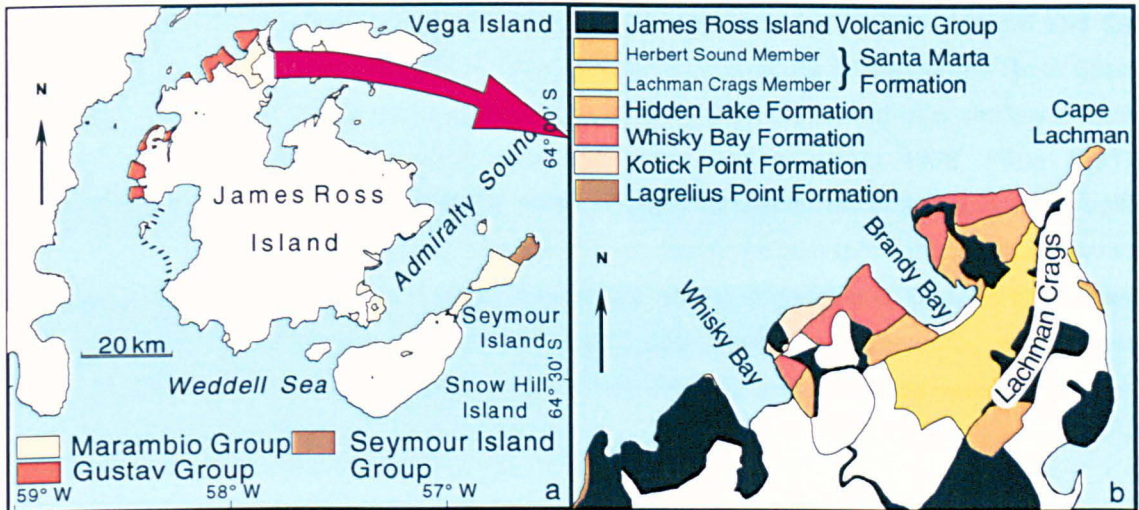 Vega Island
N
64°00' S
James Ross
Island
Admiralty Sound
Seymour
Island
20 km
Weddell Sea
Snow Hill
Island
64°30' S
Marambio Group
Gustav Group
Seymour Island
Group
59° W
58° W
57° W
a
James Ross Island Volcanic Group
Herbert Sound Member
Lachman Crags Member
} Santa Marta
Formation
Hidden Lake Formation
Whisky Bay Formation
Kotick Point Formation
Lagrelius Point Formation
Cape
Lachman
N
Brandy Bay
Whisky Bay
Lachman Crags
b